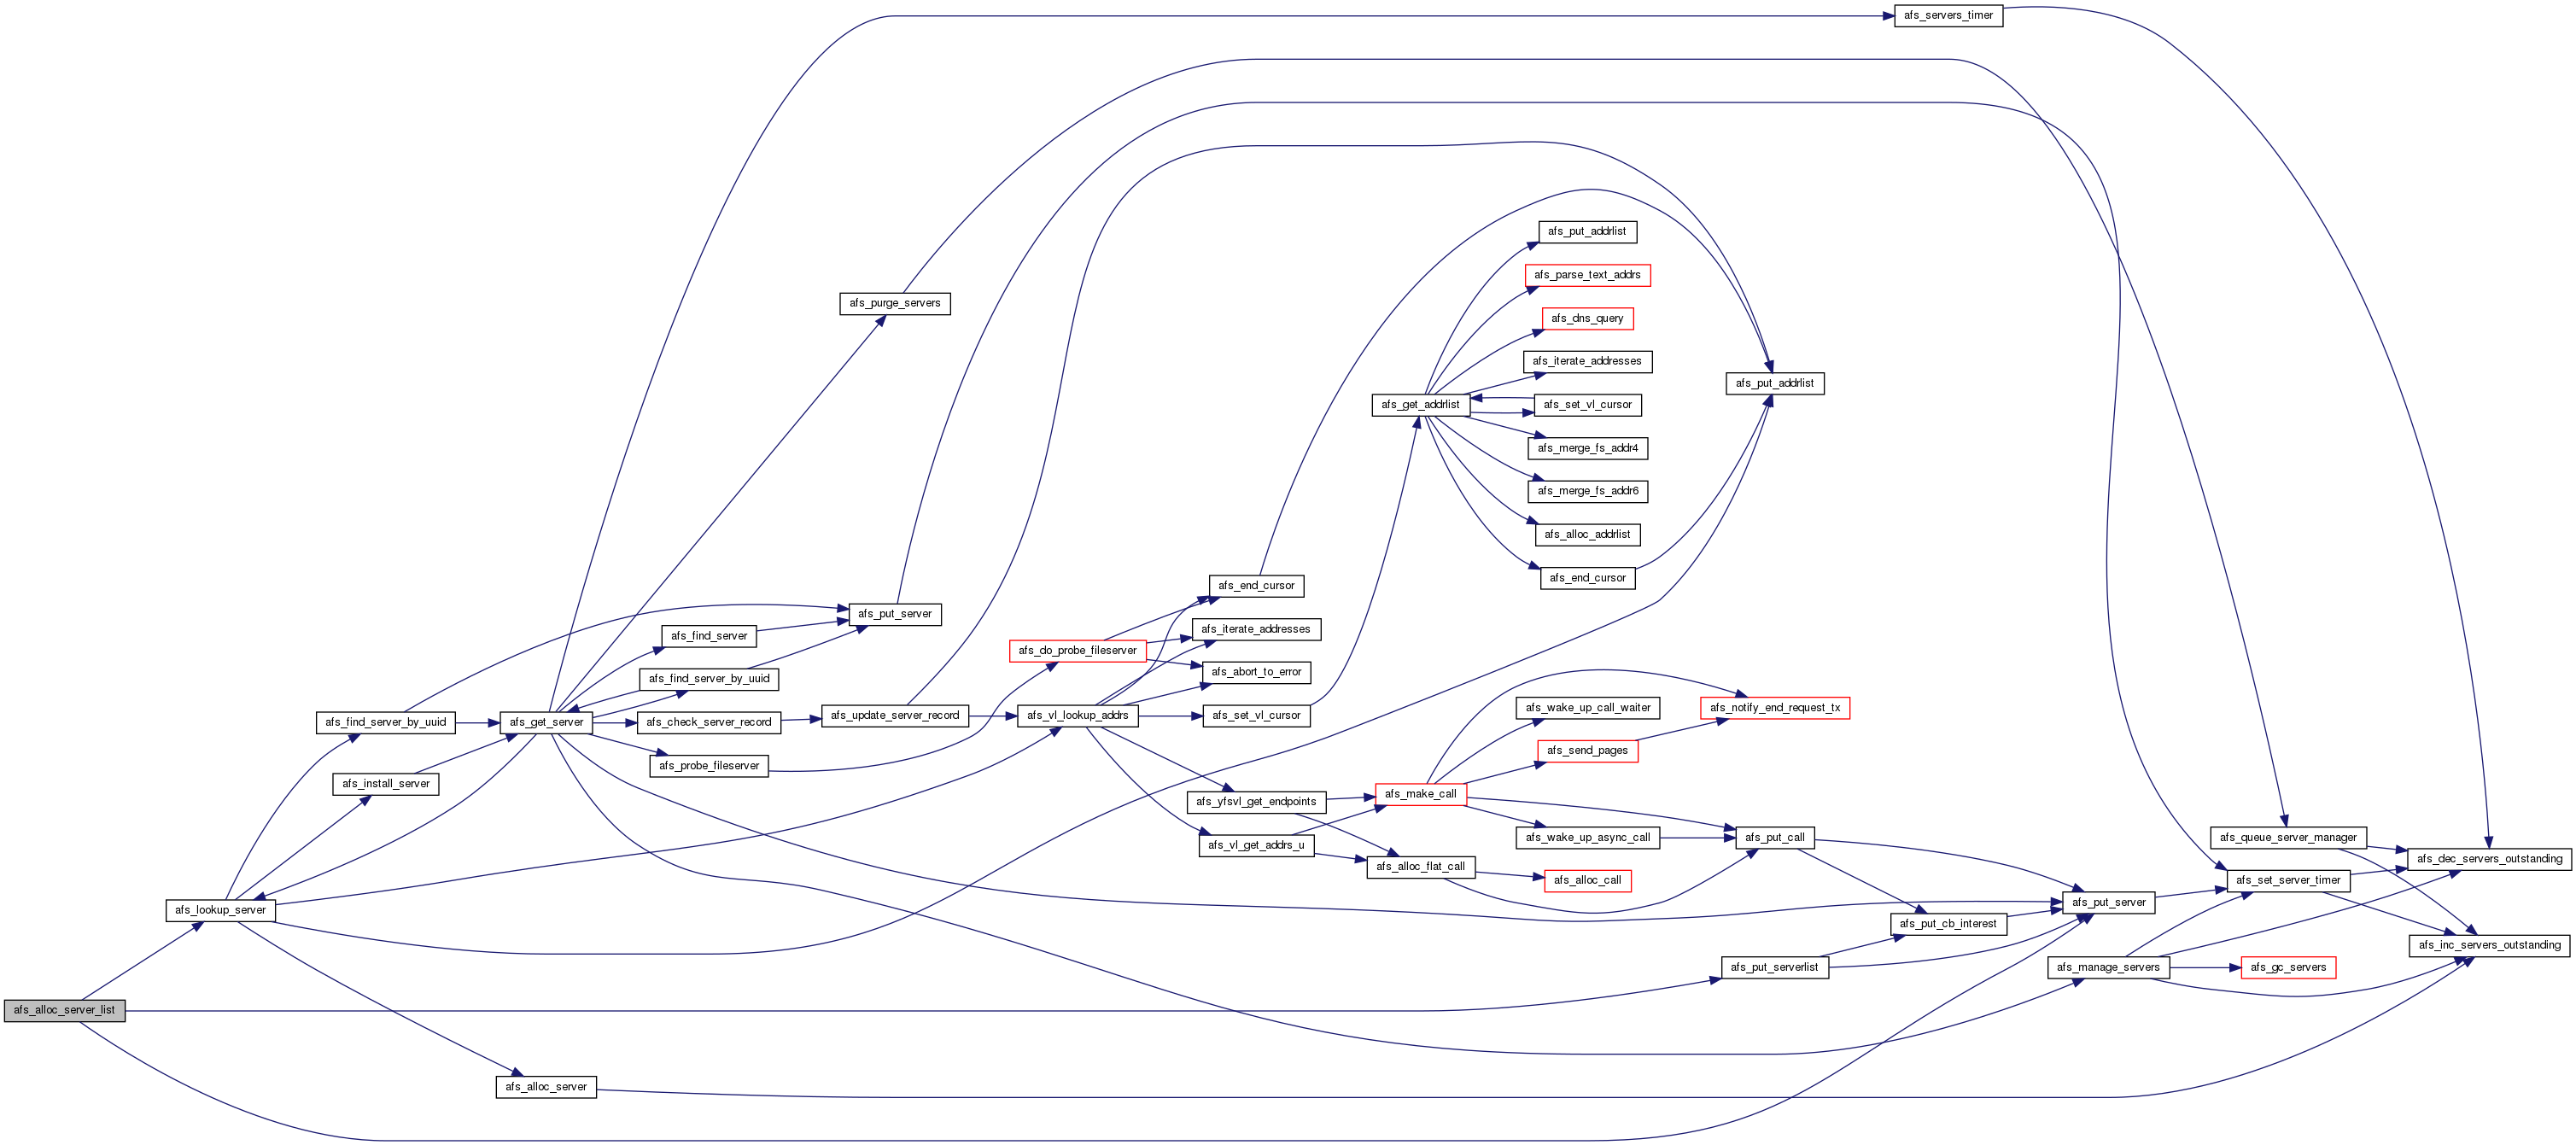 afs_servers_timer
afs_put_addrlist
afs_parse_text_addrs
afs_purge_servers
afs_dns_query
afs_iterate_addresses
afs_put_addrlist
afs_get_addrlist
afs_set_vl_cursor
afs_merge_fs_addr4
afs_merge_fs_addr6
afs_alloc_addrlist
afs_end_cursor
afs_end_cursor
afs_put_server
afs_find_server
afs_iterate_addresses
afs_do_probe_fileserver
afs_abort_to_error
afs_find_server_by_uuid
afs_wake_up_call_waiter
afs_notify_end_request_tx
afs_find_server_by_uuid
afs_get_server
afs_check_server_record
afs_update_server_record
afs_vl_lookup_addrs
afs_set_vl_cursor
afs_send_pages
afs_probe_fileserver
afs_install_server
afs_make_call
afs_yfsvl_get_endpoints
afs_wake_up_async_call
afs_put_call
afs_queue_server_manager
afs_vl_get_addrs_u
afs_dec_servers_outstanding
afs_alloc_flat_call
afs_alloc_call
afs_set_server_timer
afs_put_server
afs_lookup_server
afs_put_cb_interest
afs_inc_servers_outstanding
afs_put_serverlist
afs_manage_servers
afs_gc_servers
afs_alloc_server_list
afs_alloc_server